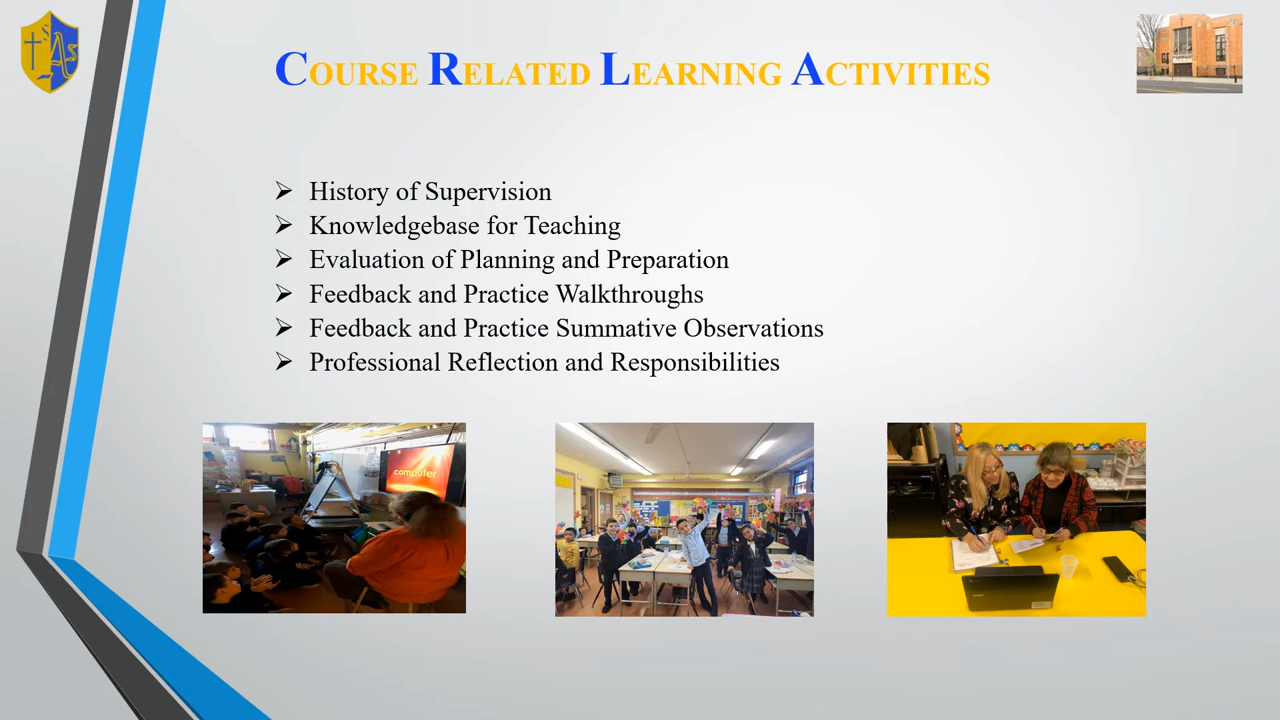 COURSE RELATED LEARNING ACTIVITIES
History of Supervision
Knowledgebase for Teaching
Evaluation of Planning and Preparation
Feedback and Practice Walkthroughs
Feedback and Practice Summative Observations
Professional Reflection and Responsibilities
computer